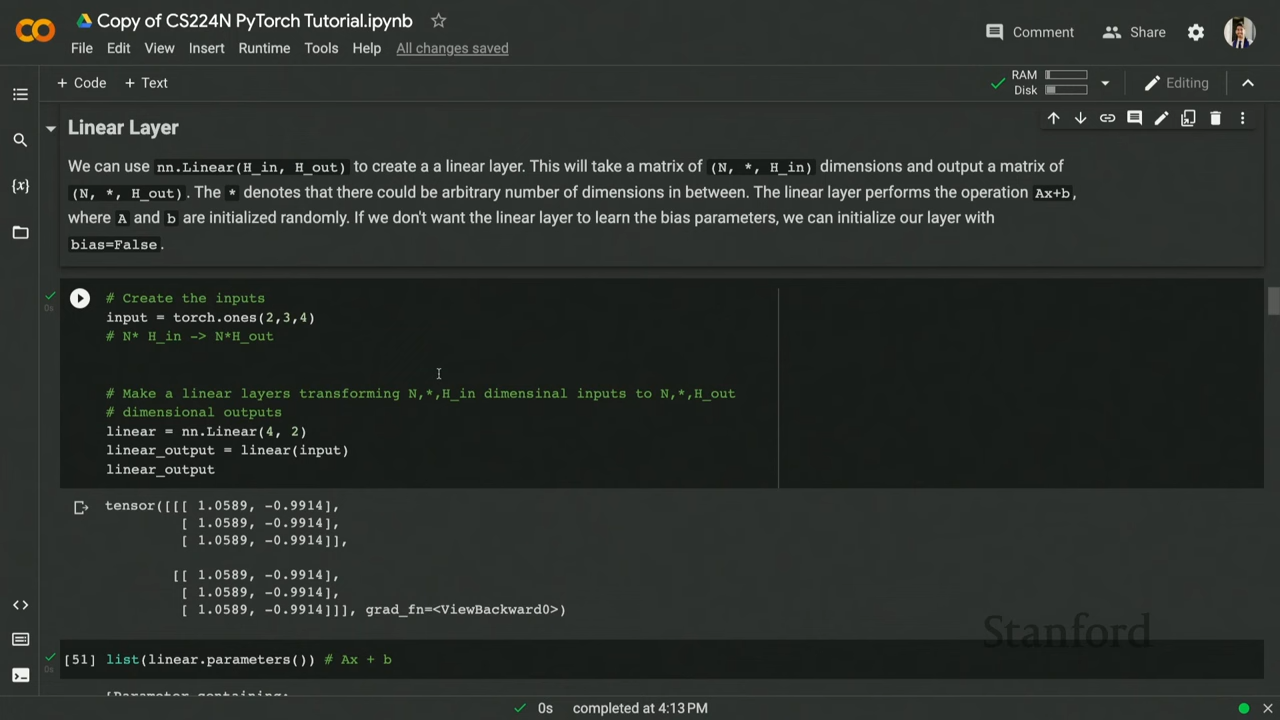 Copy of CS224N PyTorch Tutorial.ipynb
File Edit View Insert Runtime Tools Help All changes saved
Comment Share
+ Code + Text
RAM
Disk
Editing
Linear Layer
We can use nn.Linear(H_in, H_out) to create a a linear layer. This will take a matrix of (N, *, H_in) dimensions and output a matrix of
(N, *, H_out). The * denotes that there could be arbitrary number of dimensions in between. The linear layer performs the operation Ax+b,
where A and b are initialized randomly. If we don't want the linear layer to learn the bias parameters, we can initialize our layer with
bias=False.
0s
# Create the inputs
input = torch.ones(2,3,4)
# N* H_in -> N*H_out
# Make a linear layers transforming N,*,H_in dimensinal inputs to N,*,H_out
# dimensional outputs
linear = nn.Linear(4, 2)
linear_output = linear(input)
linear_output
tensor([[[ 1.0589, -0.9914],
[ 1.0589, -0.9914],
[ 1.0589, -0.9914]],
[[ 1.0589, -0.9914],
[ 1.0589, -0.9914],
[ 1.0589, -0.9914]]], grad_fn=<ViewBackward0>)
Stanford
[51] list(linear.parameters()) # Ax + b
0s
[Parameter containing:
0s completed at 4:13 PM